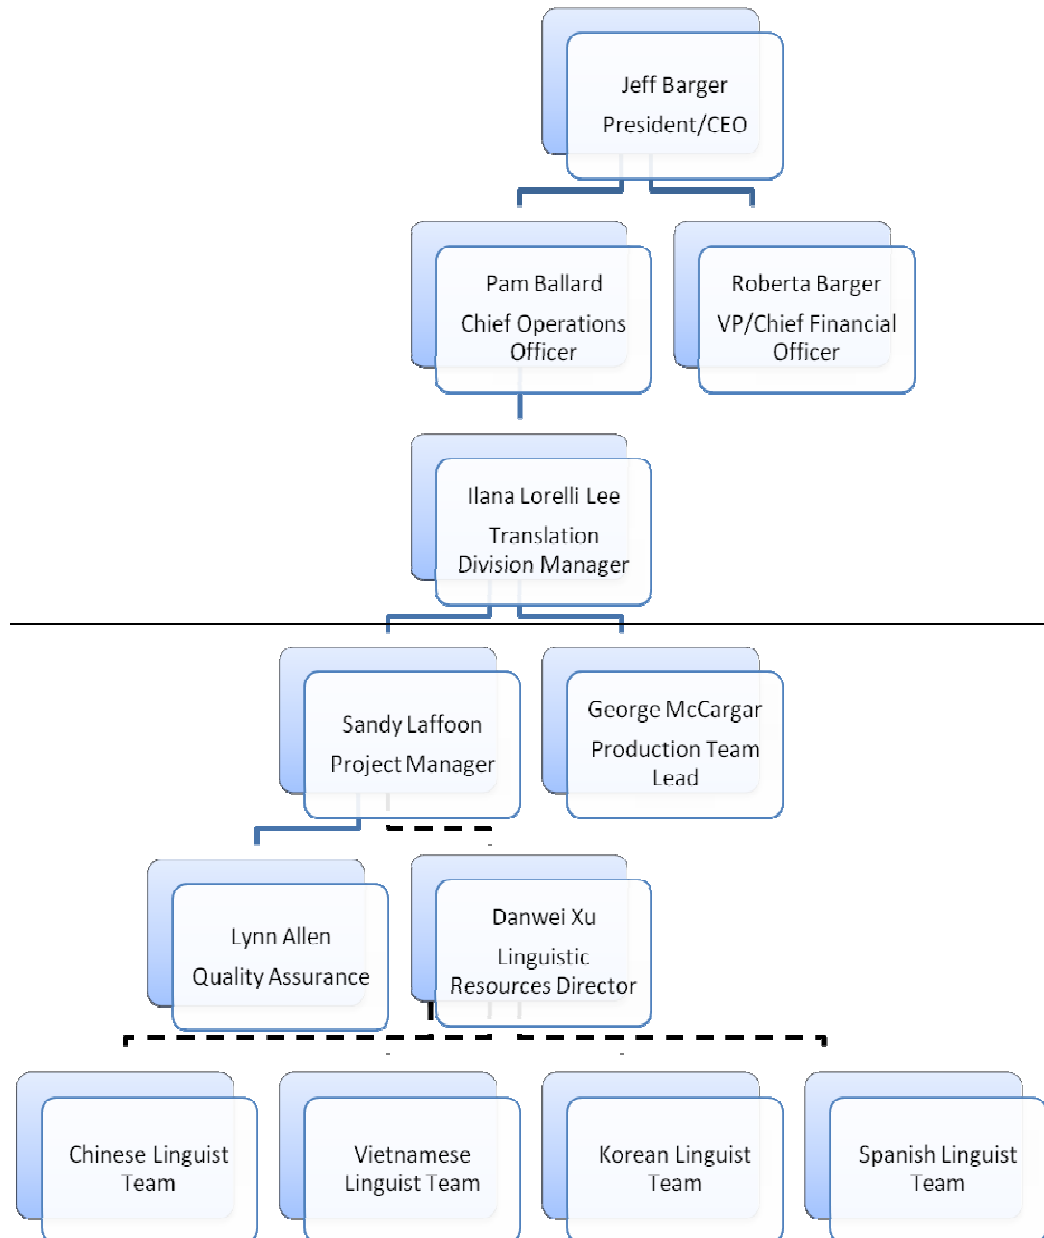 Jeff Barger
President/CEO
Pam Ballard
Chief Operations
Officer
Roberta Barger
VP/Chief Financial
Officer
Ilana Lorelli Lee
Translation
Division Manager
Sandy Laffoon
Project Manager
George McCargar
Production Team
Lead
Lynn Allen
Quality Assurance
Danwei Xu
Linguistic
Resources Director
Chinese Linguist
Team
Vietnamese
Linguist Team
Korean Linguist
Team
Spanish Linguist
Team